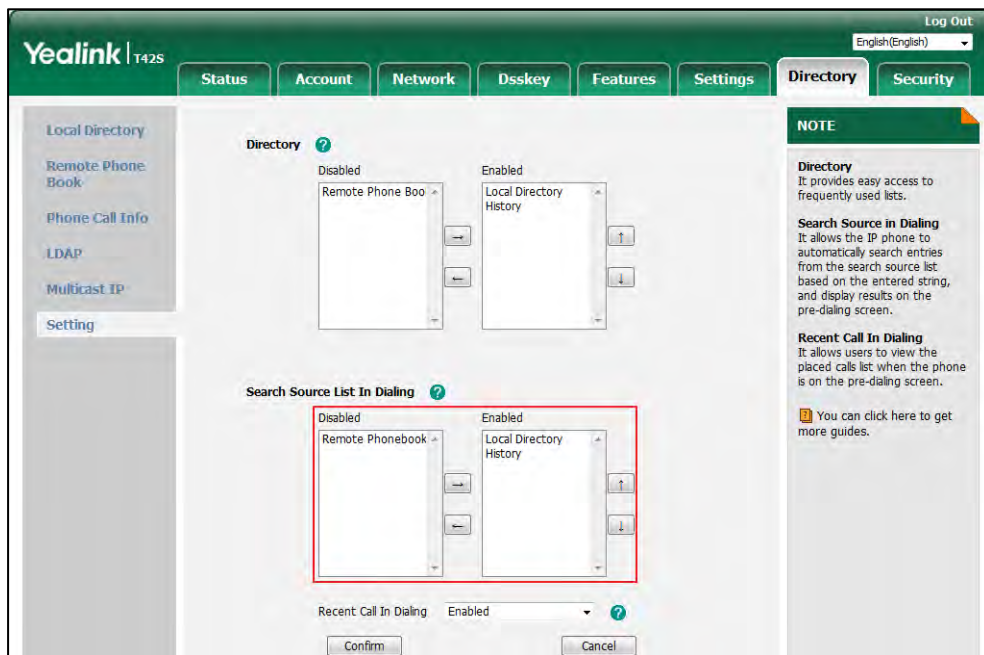 Log Out
Yealink | T42S
English(English)
Status Account Network Dsskey Features Settings Directory Security
Local Directory
Remote Phone
Book
Phone Call Info
LDAP
Multicast IP
Setting
Directory ?
Disabled Enabled
Remote Phone Boo
Local Directory
History
→ ↑
← ↓
Search Source List In Dialing ?
Disabled Enabled
Remote Phonebook
Local Directory
History
→ ↑
← ↓
Recent Call In Dialing Enabled ?
Confirm Cancel
NOTE
Directory
It provides easy access to
frequently used lists.
Search Source in Dialing
It allows the IP phone to
automatically search entries
from the search source list
based on the entered string,
and display results on the
pre-dialing screen.
Recent Call In Dialing
It allows users to view the
placed calls list when the phone
is on the pre-dialing screen.
? You can click here to get
more guides.